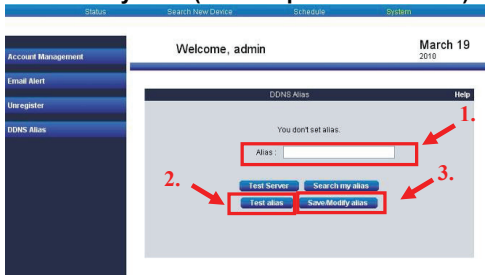 Status Search New Device Schedule System
Welcome, admin
March 19
2010
Account Management
Email Alert
Unregister
DDNS Alias
DDNS Alias Help
1.
You don't set alias.
Alias :
2.
3.
Test Server Search my alias
Test alias Save/Modify alias